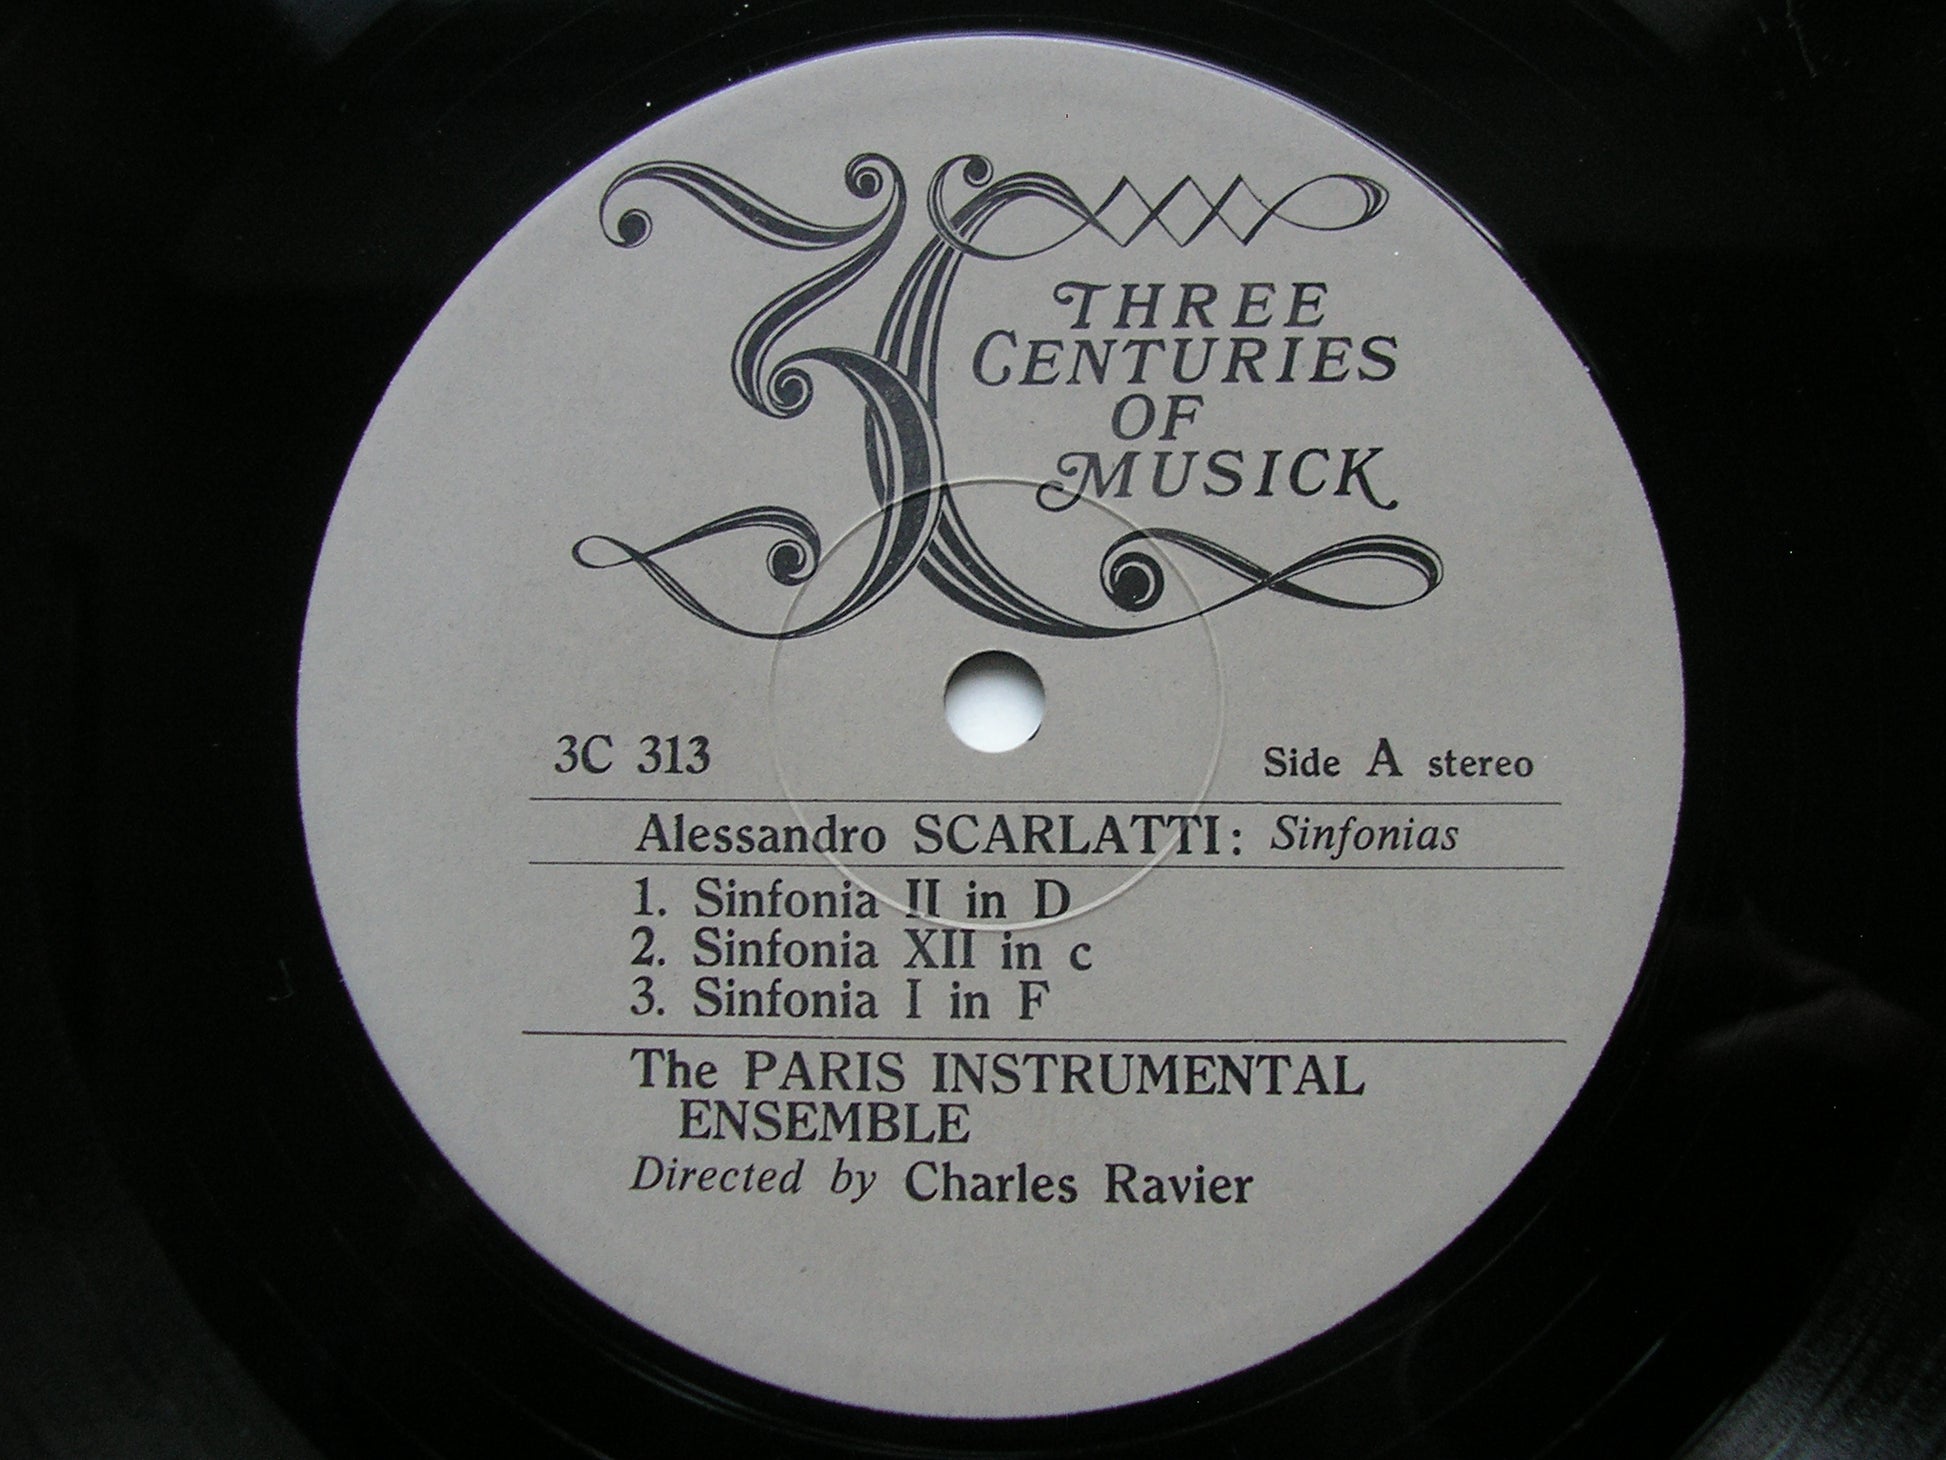 3C
THREE
CENTURIES
OF
MUSICK
3C 313
Side A stereo
Alessandro SCARLATTI: Sinfonias
1. Sinfonia II in D
2. Sinfonia XII in c
3. Sinfonia I in F
The PARIS INSTRUMENTAL
ENSEMBLE
Directed by Charles Ravier